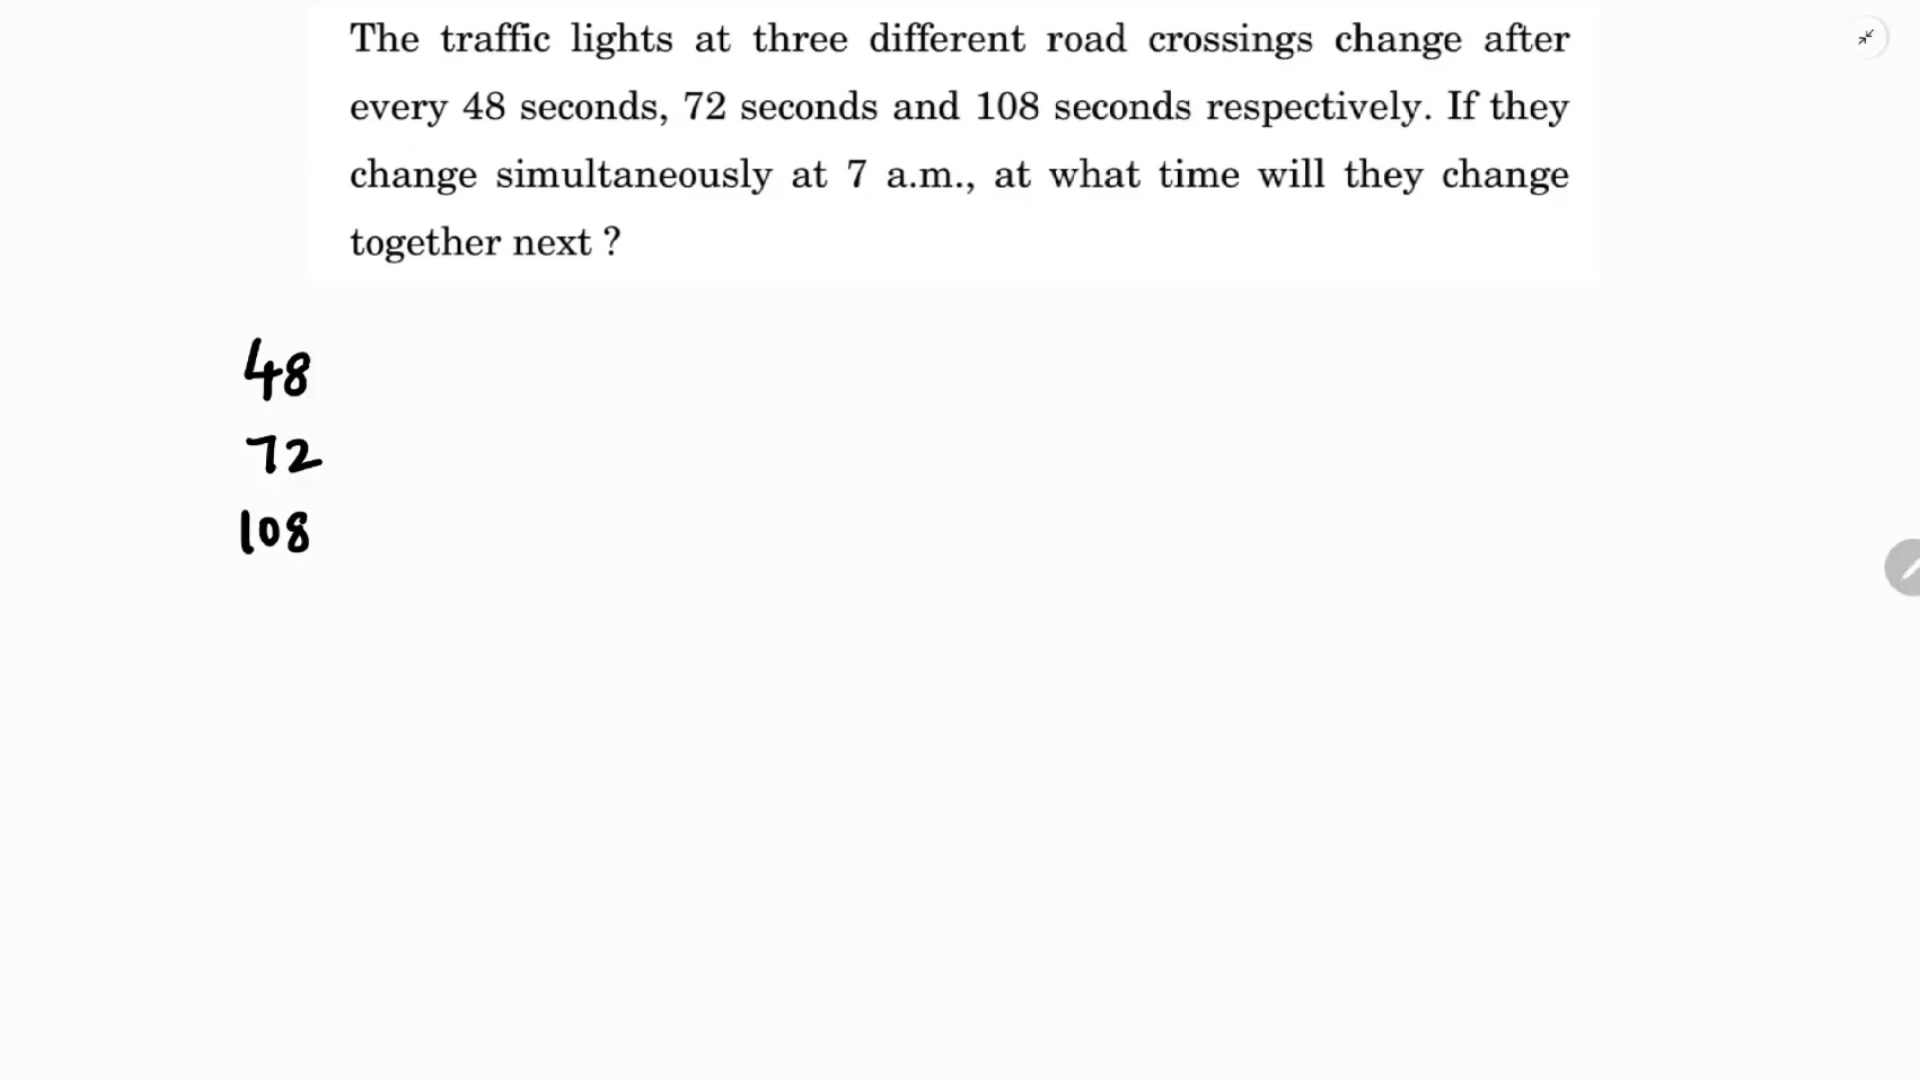 The traffic lights at three different road crossings change after
every 48 seconds, 72 seconds and 108 seconds respectively. If they
change simultaneously at 7 a.m., at what time will they change
together next ?
48
72
108